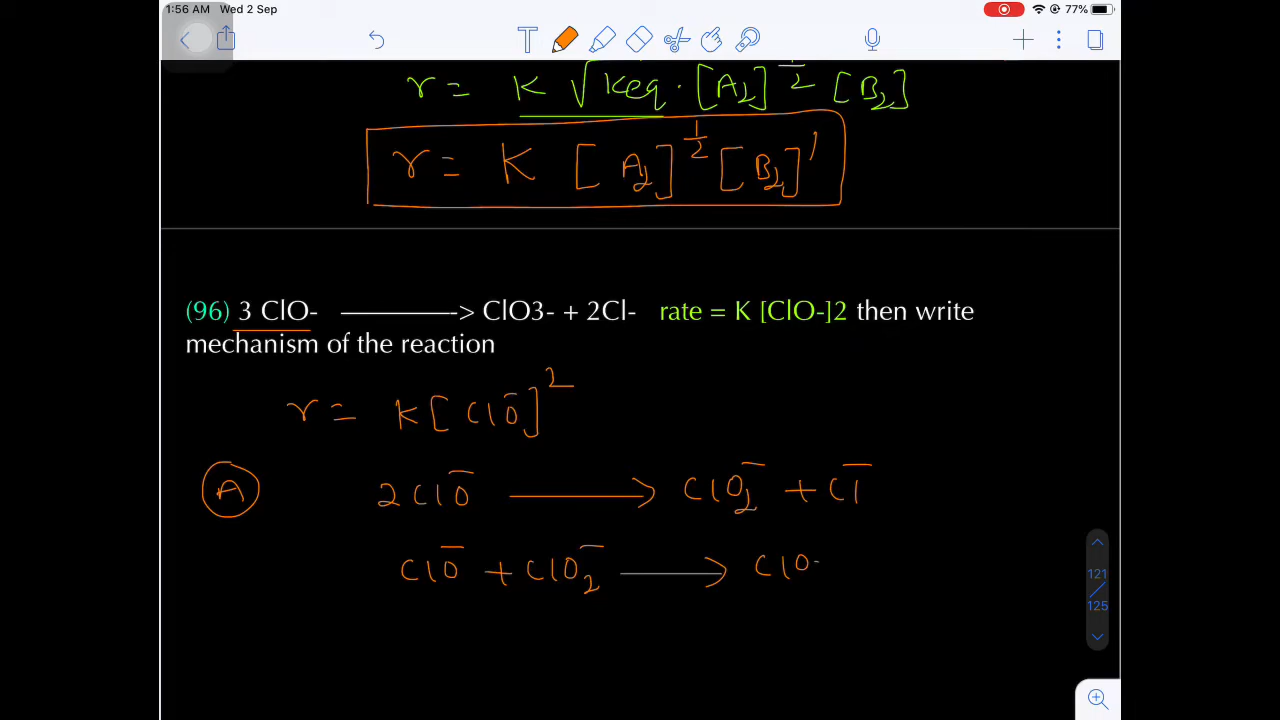 1:56 AM Wed 2 Sep
77%
T
r = K √Keq · [A₂]^½ [B₂]
r = K [A₂]^½ [B₂]¹
(96) 3 ClO- ————————> ClO3- + 2Cl- rate = K [ClO-]2 then write
mechanism of the reaction
r = K[ClO⁻]²
A 2ClO⁻ ⟶ ClO₂⁻ + Cl⁻
ClO⁻ + ClO₂⁻ ⟶ ClO
121
125